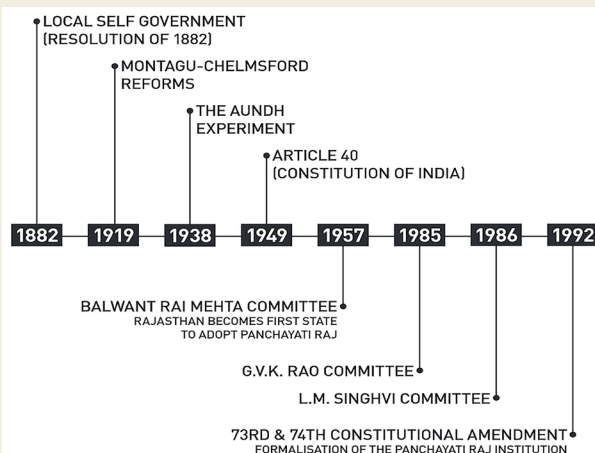 LOCAL SELF GOVERNMENT
(RESOLUTION OF 1882)
MONTAGU-CHELMSFORD
REFORMS
THE AUNDH
EXPERIMENT
ARTICLE 40
(CONSTITUTION OF INDIA)
1882 1919 1938 1949 1957 1985 1986 1992
BALWANT RAI MEHTA COMMITTEE
RAJASTHAN BECOMES FIRST STATE
TO ADOPT PANCHAYATI RAJ
G.V.K. RAO COMMITTEE
L.M. SINGHVI COMMITTEE
73RD & 74TH CONSTITUTIONAL AMENDMENT
FORMALISATION OF THE PANCHAYATI RAJ INSTITUTION